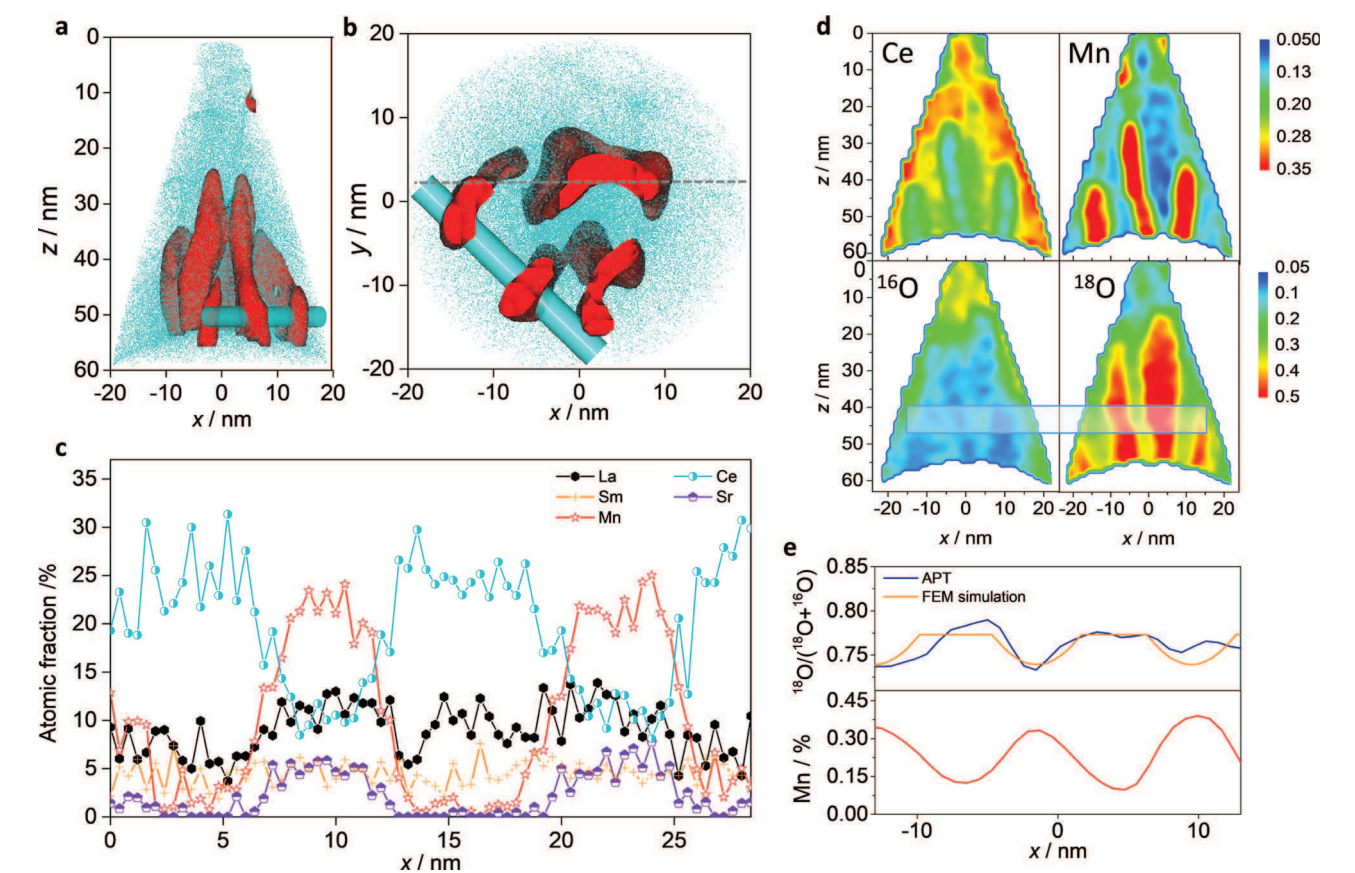 a
0
10
20
30
40
50
60
z / nm
-20 -10 0 10 20
x / nm
b
20
10
0
-10
-20
y / nm
-20 -10 0 10 20
x / nm
c
35
30
25
20
15
10
5
0
Atomic fraction /%
La Ce
Sm Sr
Mn
0 5 10 15 20 25
x / nm
d
Ce Mn
0
10
20
30
40
50
60
z / nm
0.050
0.13
0.20
0.28
0.35
16O 18O
0
10
20
30
40
50
60
z / nm
0.05
0.1
0.2
0.3
0.5
-20 -10 0 10 20 -20 -10 0 10 20
x / nm x / nm
e
0.85
0.80
0.75
18O/(18O+16O)
APT
FEM simulation
0.45
0.30
0.15
0.00
Mn / %
-10 0 10
x / nm